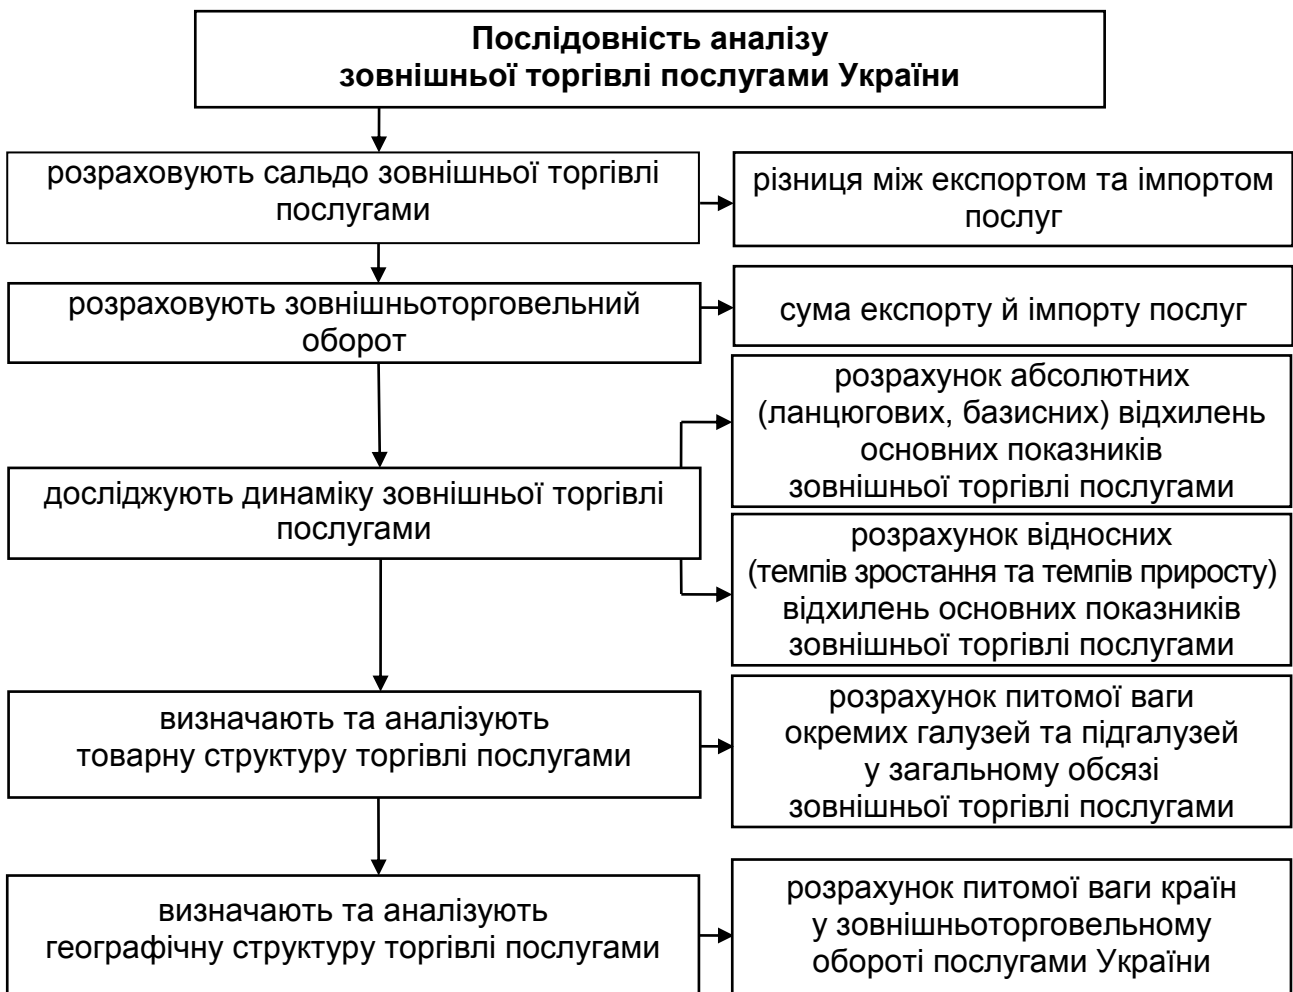 Послідовність аналізу
зовнішньої торгівлі послугами України
розраховують сальдо зовнішньої торгівлі
послугами
різниця між експортом та імпортом
послуг
розраховують зовнішньоторговельний
оборот
сума експорту й імпорту послуг
досліджують динаміку зовнішньої торгівлі
послугами
розрахунок абсолютних
(ланцюгових, базисних) відхилень
основних показників
зовнішньої торгівлі послугами
розрахунок відносних
(темпів зростання та темпів приросту)
відхилень основних показників
зовнішньої торгівлі послугами
визначають та аналізують
товарну структуру торгівлі послугами
розрахунок питомої ваги
окремих галузей та підгалузей
у загальному обсязі
зовнішньої торгівлі послугами
визначають та аналізують
географічну структуру торгівлі послугами
розрахунок питомої ваги країн
у зовнішньоторговельному
обороті послугами України